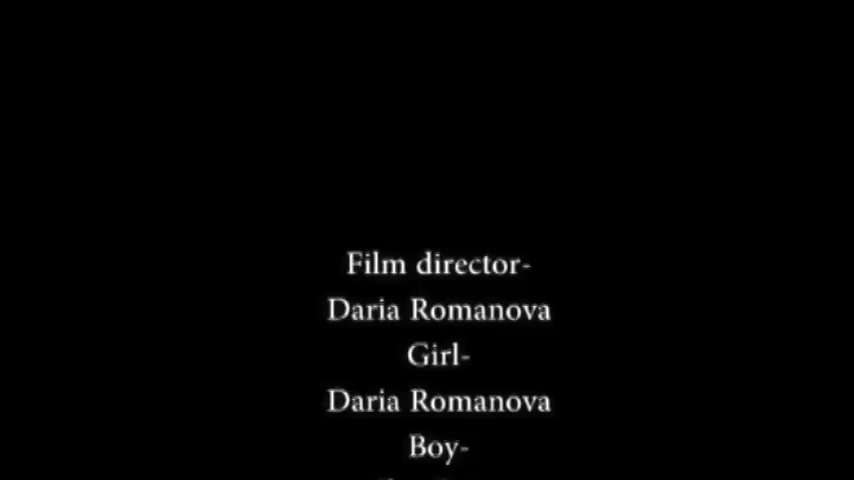 Film director-
Daria Romanova
Girl-
Daria Romanova
Boy-